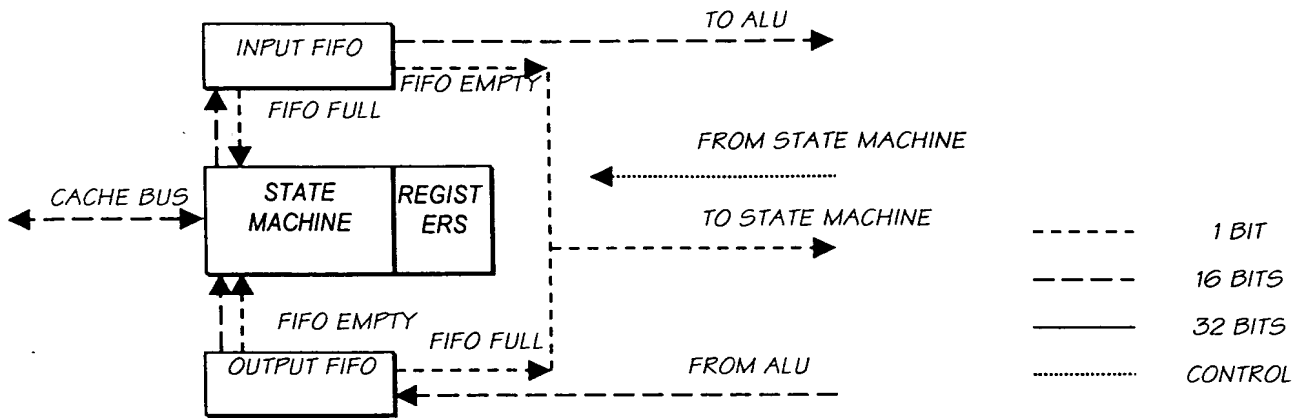 TO ALU
INPUT FIFO
FIFO EMPTY
FIFO FULL
FROM STATE MACHINE
CACHE BUS
STATE
MACHINE
REGIST
ERS
TO STATE MACHINE
1 BIT
16 BITS
FIFO EMPTY
32 BITS
FIFO FULL
OUTPUT FIFO
FROM ALU
CONTROL